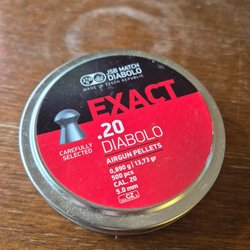 JSB MATCH
DIABOLO
MADE IN CZECH REPUBLIC
EXACT
.20
DIABOLO
CAREFULLY
SELECTED
AIRGUN PELLETS
0,890 g | 13,73 gr
500 pcs
CAL. 20
5.0 mm